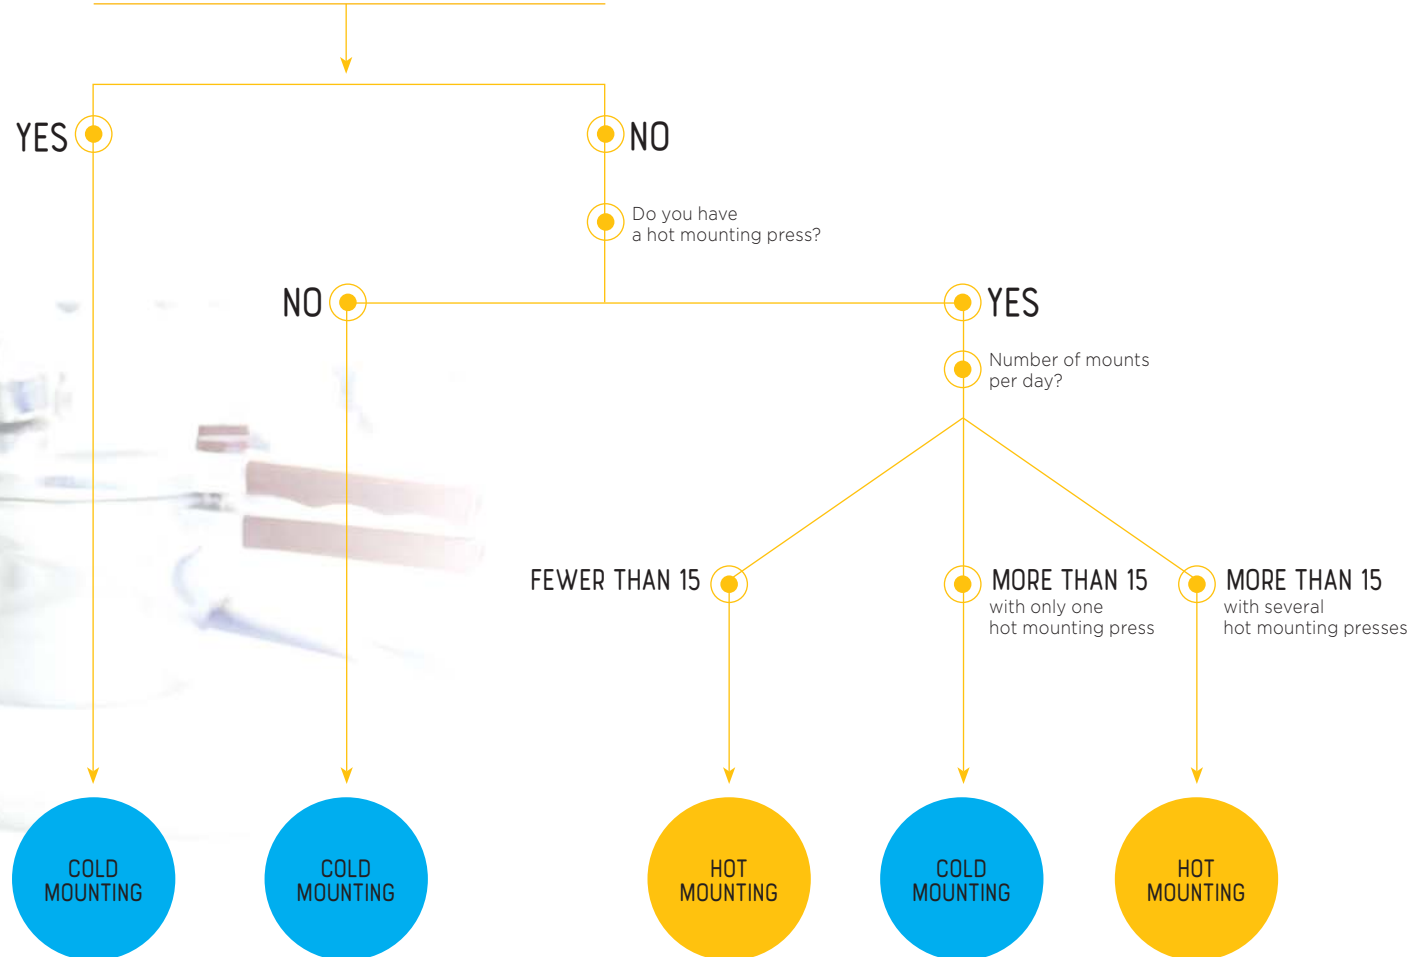 YES
NO
Do you have
a hot mounting press?
NO
YES
Number of mounts
per day?
FEWER THAN 15
MORE THAN 15
with only one
hot mounting press
MORE THAN 15
with several
hot mounting presses
COLD
MOUNTING
COLD
MOUNTING
HOT
MOUNTING
COLD
MOUNTING
HOT
MOUNTING